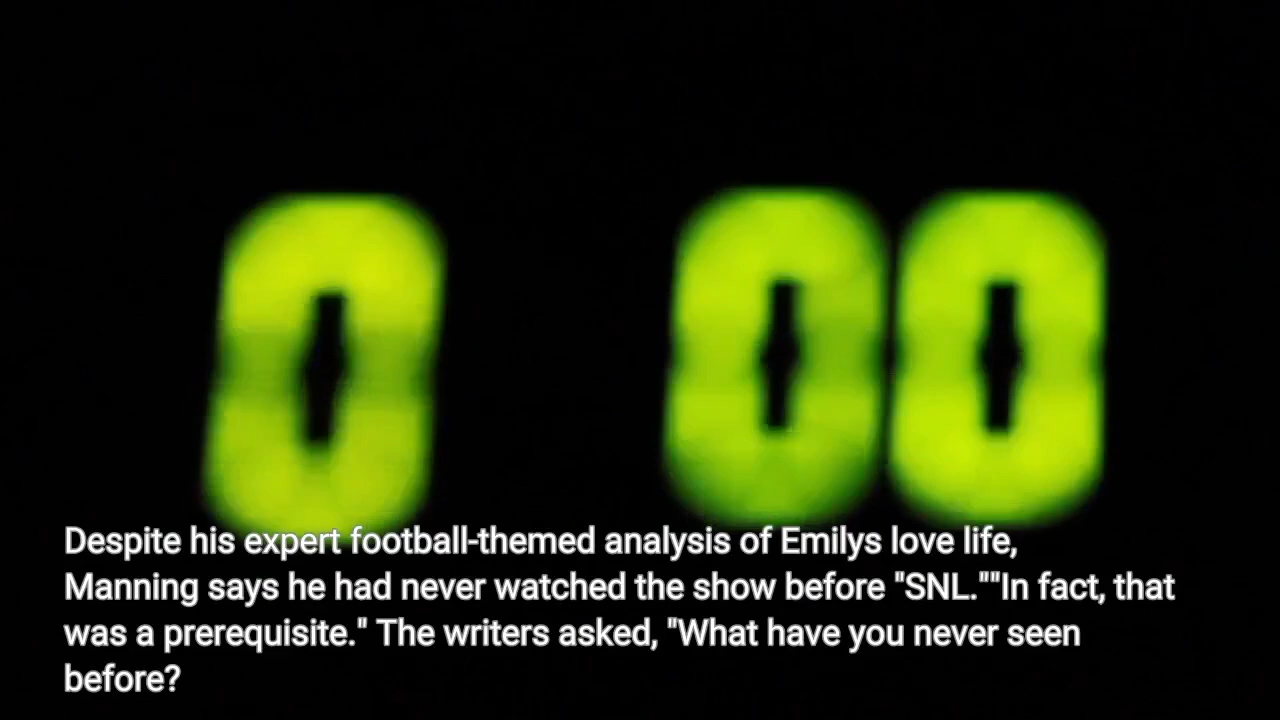 0 00
Despite his expert football-themed analysis of Emilys love life,
Manning says he had never watched the show before "SNL.""In fact, that
was a prerequisite." The writers asked, "What have you never seen
before?